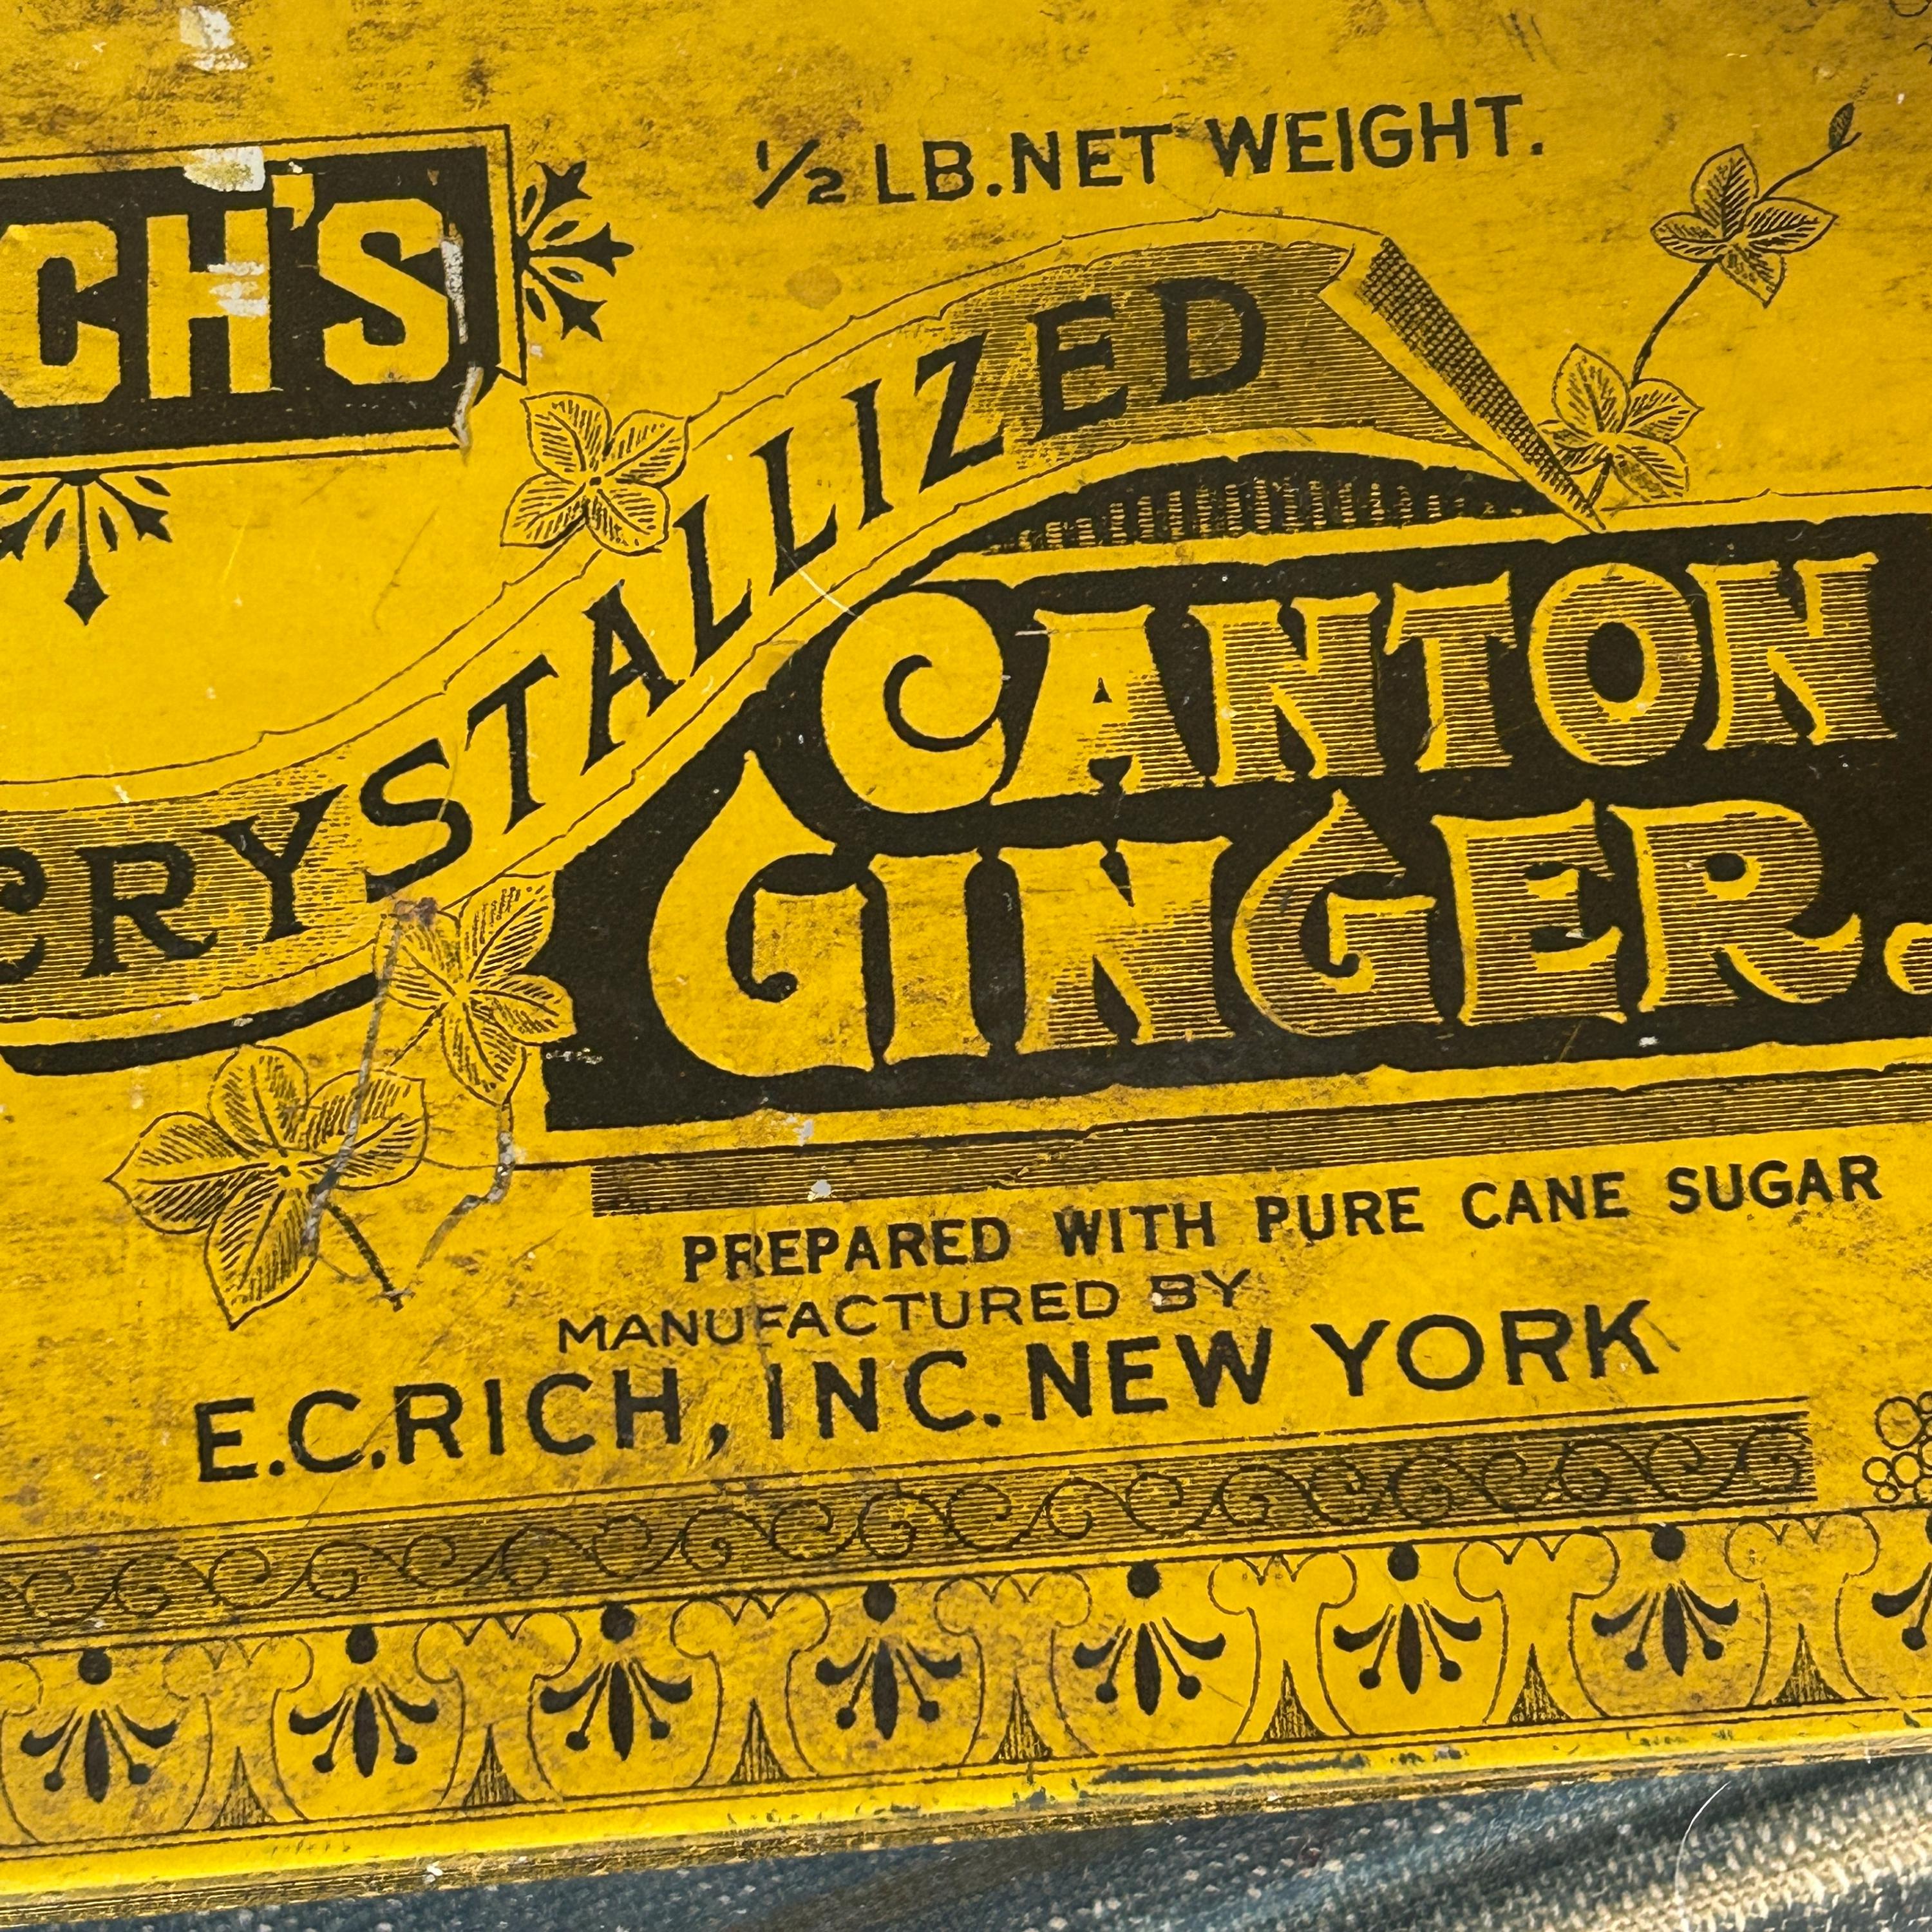 ½ LB. NET WEIGHT.
CH'S
CRYSTALLIZED
CANTON
GINGER.
PREPARED WITH PURE CANE SUGAR
MANUFACTURED BY
E.C.RICH, INC. NEW YORK